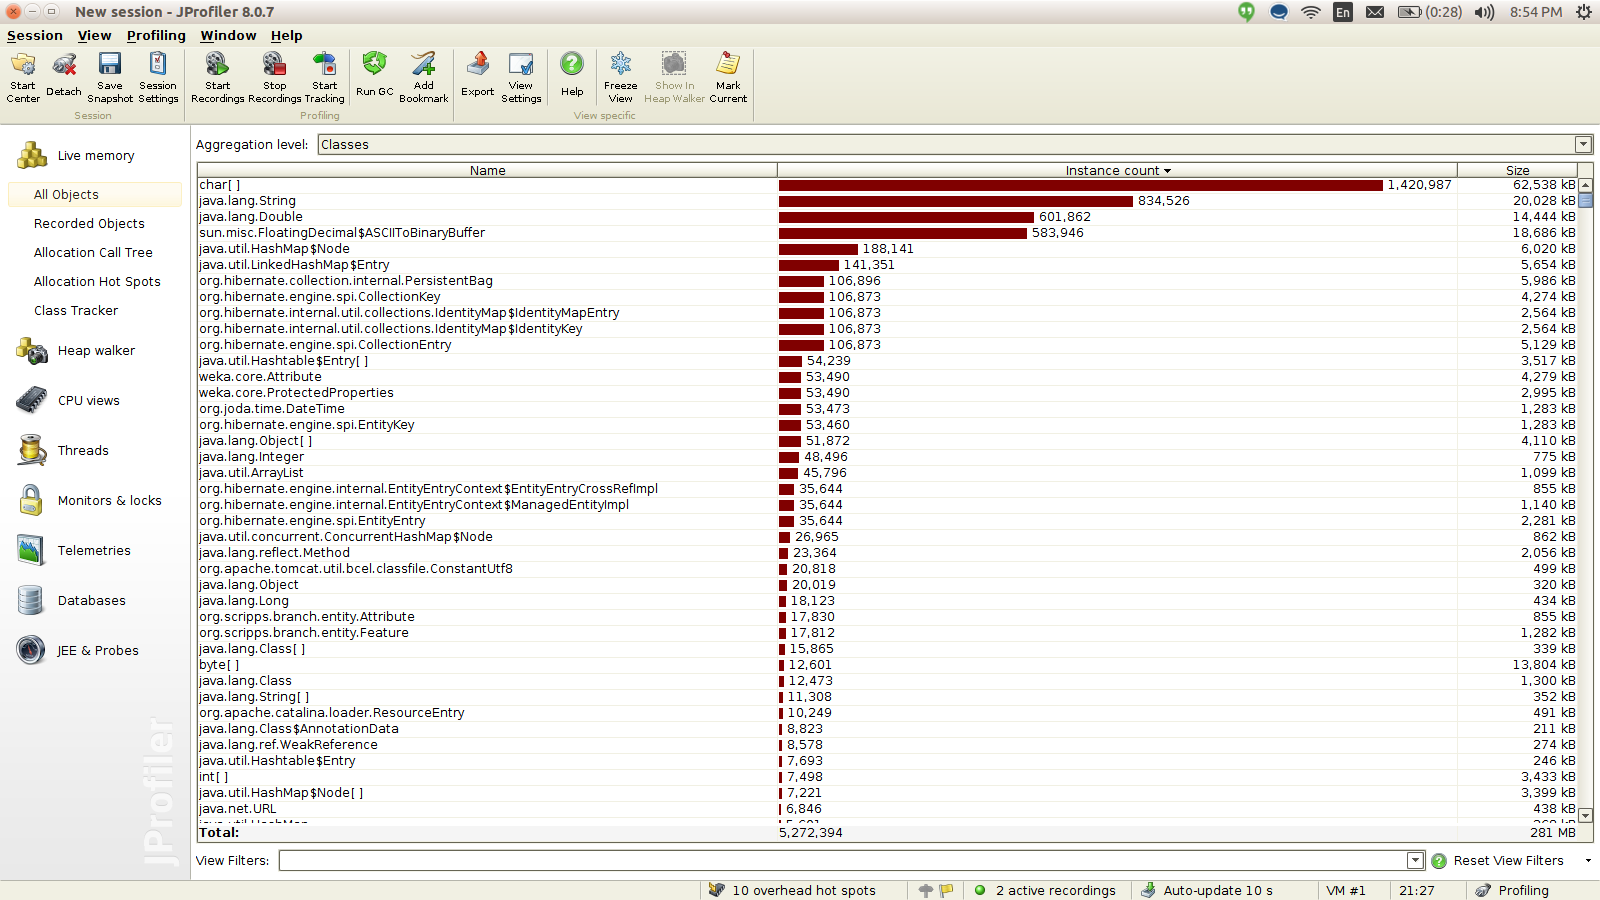 New session - JProfiler 8.0.7
En (0:28) 8:54 PM
Session View Profiling Window Help
Start Center Detach Save Snapshot Session Settings Start Recordings Stop Recordings Start Tracking Run GC Add Bookmark Export View Settings Help Freeze View Show In Heap Walker Mark Current
Session Profiling View specific
Live memory
All Objects
Recorded Objects
Allocation Call Tree
Allocation Hot Spots
Class Tracker
Heap walker
CPU views
Threads
Monitors & locks
Telemetries
Databases
JEE & Probes
JProfiler
Aggregation level: Classes
Name Instance count Size
char[ ] 1,420,987 62,538 kB
java.lang.String 834,526 20,028 kB
java.lang.Double 601,862 14,444 kB
sun.misc.FloatingDecimal$ASCIIToBinaryBuffer 583,946 18,686 kB
java.util.HashMap$Node 188,141 6,020 kB
java.util.LinkedHashMap$Entry 141,351 5,654 kB
org.hibernate.collection.internal.PersistentBag 106,896 5,986 kB
org.hibernate.engine.spi.CollectionKey 106,873 4,274 kB
org.hibernate.internal.util.collections.IdentityMap$IdentityMapEntry 106,873 2,564 kB
org.hibernate.internal.util.collections.IdentityMap$IdentityKey 106,873 2,564 kB
org.hibernate.engine.spi.CollectionEntry 106,873 5,129 kB
java.util.Hashtable$Entry[ ] 54,239 3,517 kB
weka.core.Attribute 53,490 4,279 kB
weka.core.ProtectedProperties 53,490 2,995 kB
org.joda.time.DateTime 53,473 1,283 kB
org.hibernate.engine.spi.EntityKey 53,460 1,283 kB
java.lang.Object[ ] 51,872 4,110 kB
java.lang.Integer 48,496 775 kB
java.util.ArrayList 45,796 1,099 kB
org.hibernate.engine.internal.EntityEntryContext$EntityEntryCrossRefImpl 35,644 855 kB
org.hibernate.engine.internal.EntityEntryContext$ManagedEntityImpl 35,644 1,140 kB
org.hibernate.engine.spi.EntityEntry 35,644 2,281 kB
java.util.concurrent.ConcurrentHashMap$Node 26,965 862 kB
java.lang.reflect.Method 23,364 2,056 kB
org.apache.tomcat.util.bcel.classfile.ConstantUtf8 20,818 499 kB
java.lang.Object 20,019 320 kB
java.lang.Long 18,123 434 kB
org.scripps.branch.entity.Attribute 17,830 855 kB
org.scripps.branch.entity.Feature 17,812 1,282 kB
java.lang.Class[ ] 15,865 339 kB
byte[ ] 12,601 13,804 kB
java.lang.Class 12,473 1,300 kB
java.lang.String[ ] 11,308 352 kB
org.apache.catalina.loader.ResourceEntry 10,249 491 kB
java.lang.Class$AnnotationData 8,823 211 kB
java.lang.ref.WeakReference 8,578 274 kB
java.util.Hashtable$Entry 7,693 246 kB
int[ ] 7,498 3,433 kB
java.util.HashMap$Node[ ] 7,221 3,399 kB
java.net.URL 6,846 438 kB
Total: 5,272,394 281 MB
View Filters: Reset View Filters
10 overhead hot spots 2 active recordings Auto-update 10 s VM #1 21:27 Profiling